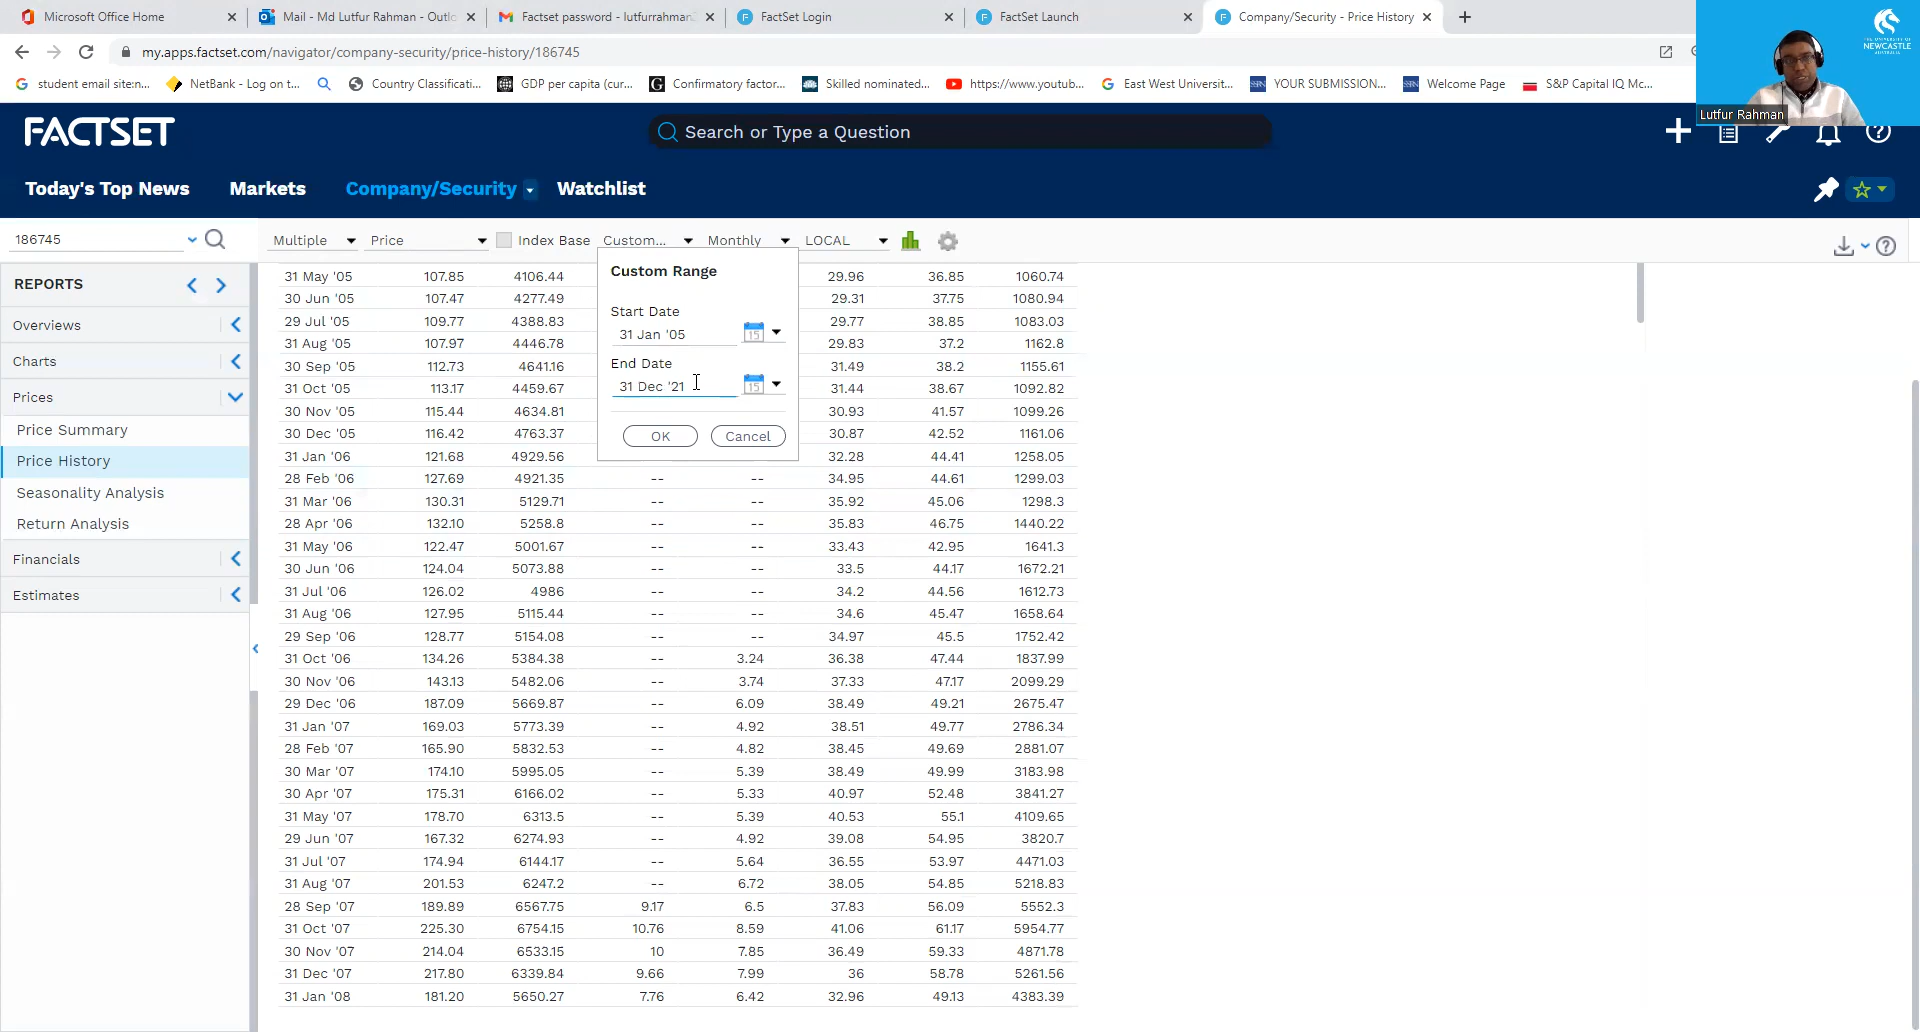 Microsoft Office Home
Mail - Md Lutfur Rahman - Outlo
Factset password - lutfurrahman
FactSet Login
FactSet Launch
Company/Security - Price History
my.apps.factset.com/navigator/company-security/price-history/186745
student email site:n...
NetBank - Log on t...
Country Classificati...
GDP per capita (cur...
Confirmatory factor...
Skilled nominated...
https://www.youtub...
East West Universit...
YOUR SUBMISSION...
Welcome Page
S&P Capital IQ Mc...
THE UNIVERSITY OF
NEWCASTLE
AUSTRALIA
Lutfur Rahman
FACTSET
Search or Type a Question
Today's Top News
Markets
Company/Security
Watchlist
186745
Multiple
Price
Index Base
Custom...
Monthly
LOCAL
REPORTS
Overviews
Charts
Prices
Price Summary
Price History
Seasonality Analysis
Return Analysis
Financials
Estimates
Custom Range
Start Date
31 Jan '05
15
End Date
31 Dec '21
15
OK
Cancel
31 May '05 107.85 4106.44 29.96 36.85 1060.74
30 Jun '05 107.47 4277.49 29.31 37.75 1080.94
29 Jul '05 109.77 4388.83 29.77 38.85 1083.03
31 Aug '05 107.97 4446.78 29.83 37.2 1162.8
30 Sep '05 112.73 4641.16 31.49 38.2 1155.61
31 Oct '05 113.17 4459.67 31.44 38.67 1092.82
30 Nov '05 115.44 4634.81 30.93 41.57 1099.26
30 Dec '05 116.42 4763.37 30.87 42.52 1161.06
31 Jan '06 121.68 4929.56 32.28 44.41 1258.05
28 Feb '06 127.69 4921.35 -- -- 34.95 44.61 1299.03
31 Mar '06 130.31 5129.71 -- -- 35.92 45.06 1298.3
28 Apr '06 132.10 5258.8 -- -- 35.83 46.75 1440.22
31 May '06 122.47 5001.67 -- -- 33.43 42.95 1641.3
30 Jun '06 124.04 5073.88 -- -- 33.5 44.17 1672.21
31 Jul '06 126.02 4986 -- -- 34.2 44.56 1612.73
31 Aug '06 127.95 5115.44 -- -- 34.6 45.47 1658.64
29 Sep '06 128.77 5154.08 -- -- 34.97 45.5 1752.42
31 Oct '06 134.26 5384.38 -- 3.24 36.38 47.44 1837.99
30 Nov '06 143.13 5482.06 -- 3.74 37.33 47.17 2099.29
29 Dec '06 187.09 5669.87 -- 6.09 38.49 49.21 2675.47
31 Jan '07 169.03 5773.39 -- 4.92 38.51 49.77 2786.34
28 Feb '07 165.90 5832.53 -- 4.82 38.45 49.69 2881.07
30 Mar '07 174.10 5995.05 -- 5.39 38.49 49.99 3183.98
30 Apr '07 175.31 6166.02 -- 5.33 40.97 52.48 3841.27
31 May '07 178.70 6313.5 -- 5.39 40.53 55.1 4109.65
29 Jun '07 167.32 6274.93 -- 4.92 39.08 54.95 3820.7
31 Jul '07 174.94 6144.17 -- 5.64 36.55 53.97 4471.03
31 Aug '07 201.53 6247.2 -- 6.72 38.05 54.85 5218.83
28 Sep '07 189.89 6567.75 9.17 6.5 37.83 56.09 5552.3
31 Oct '07 225.30 6754.15 10.76 8.59 41.06 61.17 5954.77
30 Nov '07 214.04 6533.15 10 7.85 36.49 59.33 4871.78
31 Dec '07 217.80 6339.84 9.66 7.99 36 58.78 5261.56
31 Jan '08 181.20 5650.27 7.76 6.42 32.96 49.13 4383.39